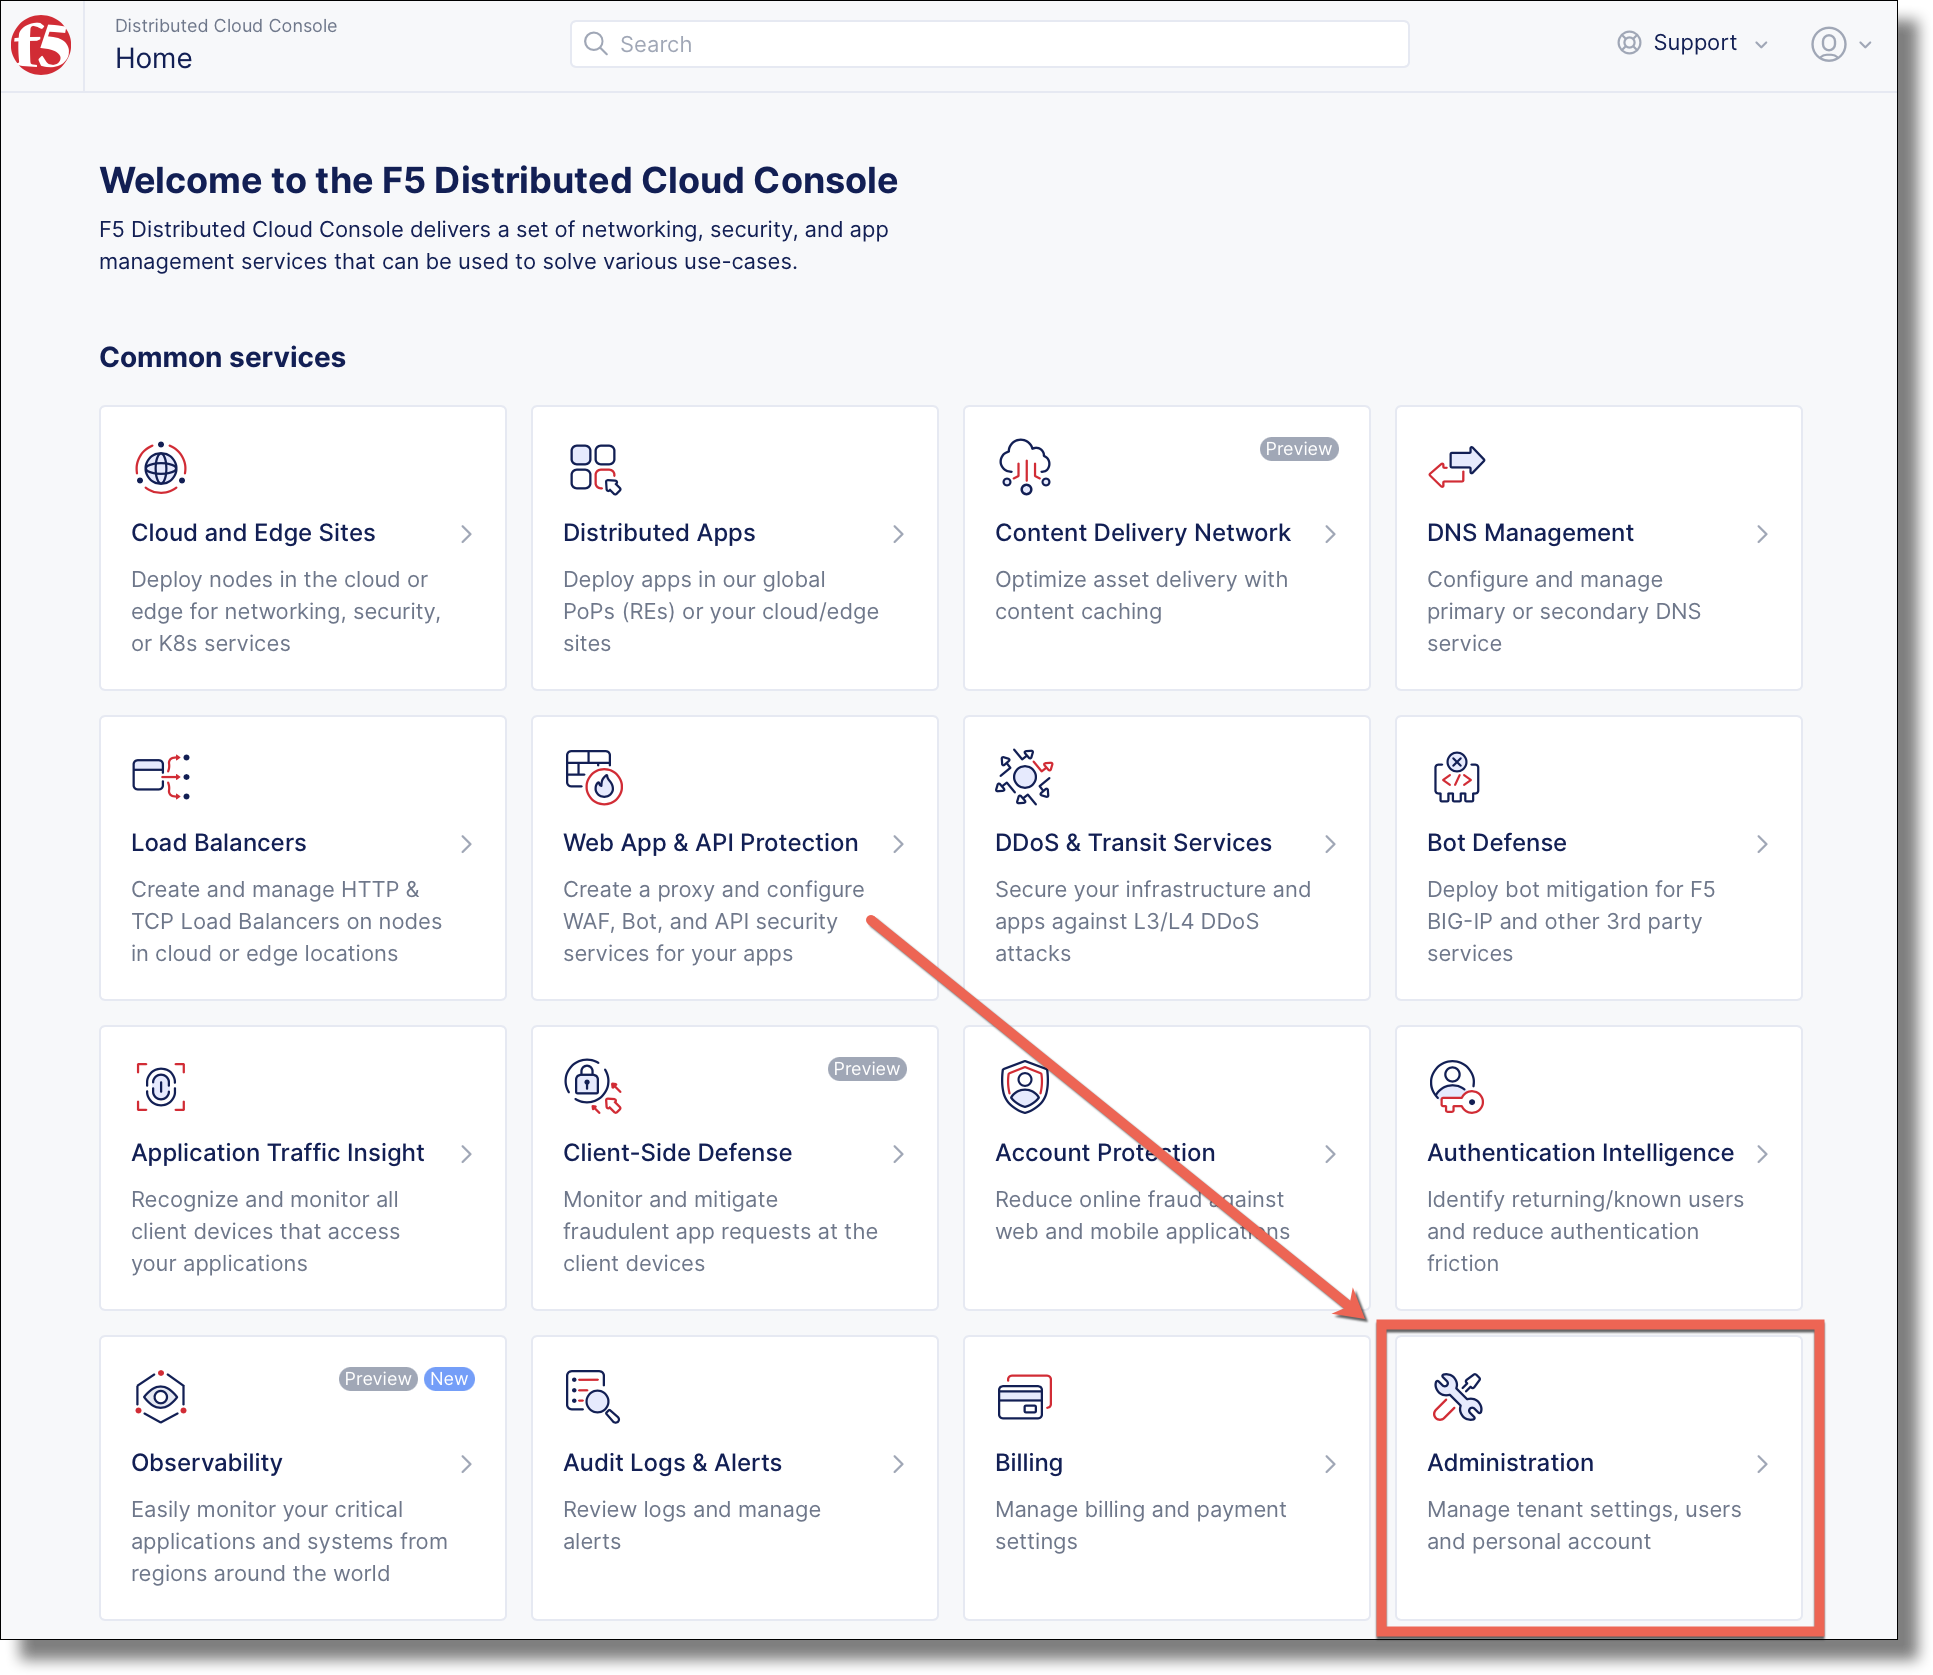 f5
Distributed Cloud Console
Home
Search
Support
Welcome to the F5 Distributed Cloud Console
F5 Distributed Cloud Console delivers a set of networking, security, and app
management services that can be used to solve various use-cases.
Common services
Cloud and Edge Sites
Deploy nodes in the cloud or
edge for networking, security,
or K8s services
Distributed Apps
Deploy apps in our global
PoPs (REs) or your cloud/edge
sites
Preview
Content Delivery Network
Optimize asset delivery with
content caching
DNS Management
Configure and manage
primary or secondary DNS
service
Load Balancers
Create and manage HTTP &
TCP Load Balancers on nodes
in cloud or edge locations
Web App & API Protection
Create a proxy and configure
WAF, Bot, and API security
services for your apps
DDoS & Transit Services
Secure your infrastructure and
apps against L3/L4 DDoS
attacks
Bot Defense
Deploy bot mitigation for F5
BIG-IP and other 3rd party
services
Application Traffic Insight
Recognize and monitor all
client devices that access
your applications
Preview
Client-Side Defense
Monitor and mitigate
fraudulent app requests at the
client devices
Account Protection
Reduce online fraud against
web and mobile applications
Authentication Intelligence
Identify returning/known users
and reduce authentication
friction
Preview New
Observability
Easily monitor your critical
applications and systems from
regions around the world
Audit Logs & Alerts
Review logs and manage
alerts
Billing
Manage billing and payment
settings
Administration
Manage tenant settings, users
and personal account